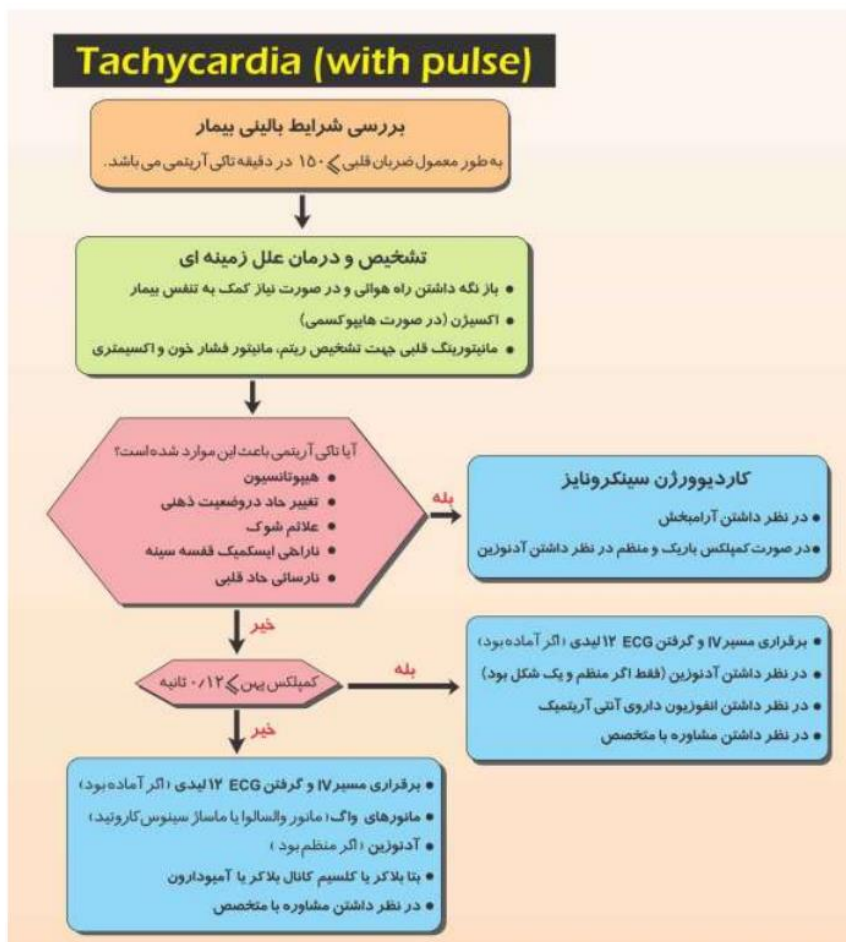 Tachycardia (with pulse)
بررسی شرایط بالینی بیمار
به طور معمول ضربان قلبی ⩾ ۱۵۰ در دقیقه تاکی آریتمی می باشد.
تشخیص و درمان علل زمینه ای
• باز نگه داشتن راه هوائی و در صورت نیاز کمک به تنفس بیمار
• اکسیژن (در صورت هایپوکسمی)
• مانیتورینگ قلبی جهت تشخیص ریتم، مانیتور فشار خون و اکسیمتری
آیا تاکی آریتمی باعث این موارد شده است؟
• هیپوتانسیون
• تغییر حاد دروضعیت ذهنی
• علائم شوک
• ناراحتی ایسکمیک قفسه سینه
• نارسائی حاد قلبی
بله
کاردیوورژن سینکرونایز
• در نظر داشتن آرامبخش
• در صورت کمپلکس باریک و منظم در نظر داشتن آدنوزین
خیر
کمپلکس پهن ⩾ ۰/۱۲ ثانیه
بله
• برقراری مسیر IV و گرفتن ECG ۱۲ لیدی (اگر آماده بود)
• در نظر داشتن آدنوزین (فقط اگر منظم و یک شکل بود)
• در نظر داشتن انفوزیون داروی آنتی آریتمیک
• در نظر داشتن مشاوره با متخصص
خیر
• برقراری مسیر IV و گرفتن ECG ۱۲ لیدی (اگر آماده بود)
• مانورهای واگ (مانور والسالوا یا ماساژ سینوس کاروتید)
• آدنوزین (اگر منظم بود)
• بتا بلاکر یا کلسیم کانال بلاکر یا آمیودارون
• در نظر داشتن مشاوره با متخصص